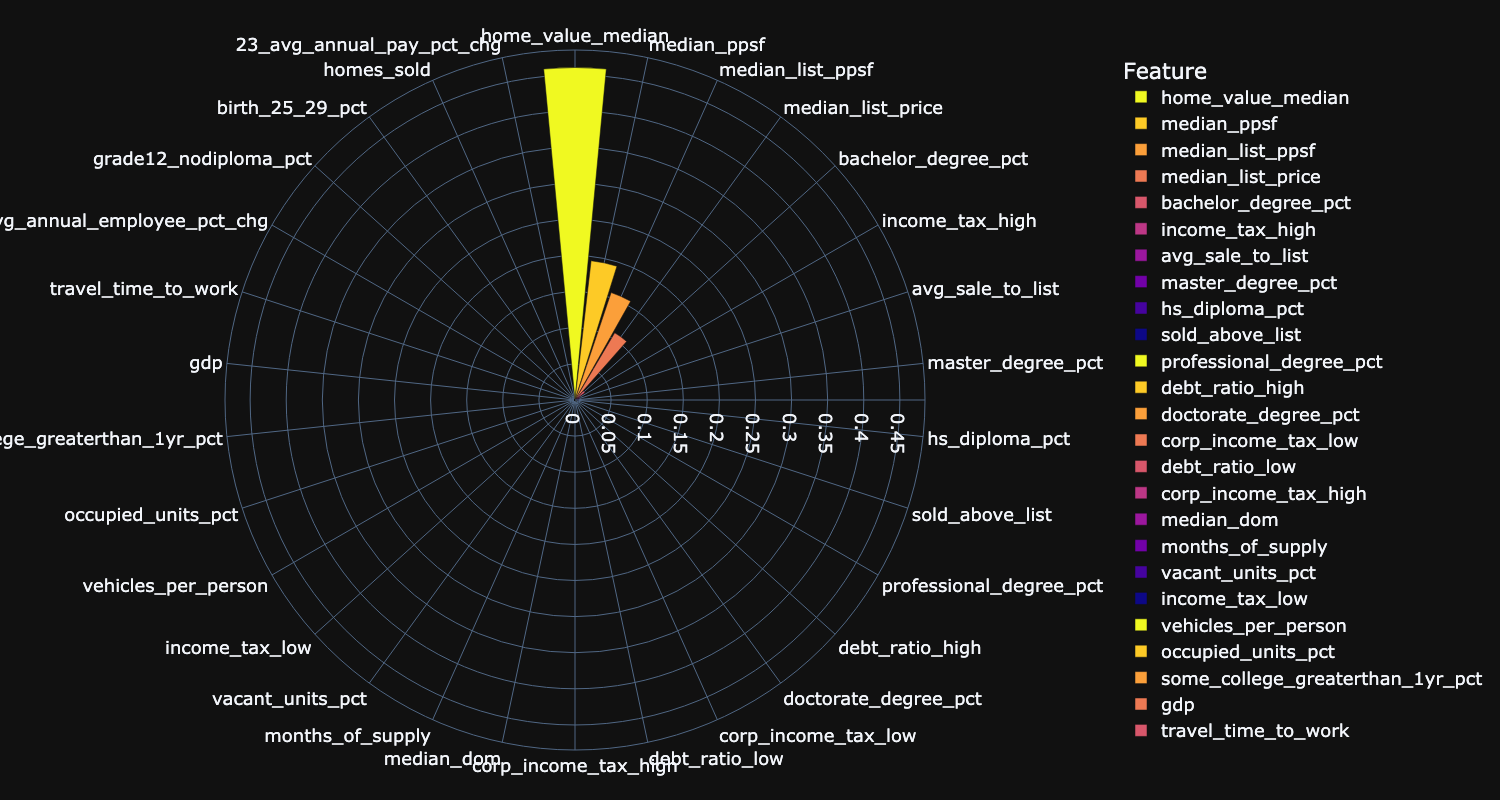 home_value_median
23_avg_annual_pay_pct_chg
median_ppsf
homes_sold
median_list_ppsf
birth_25_29_pct
median_list_price
grade12_nodiploma_pct
bachelor_degree_pct
vg_annual_employee_pct_chg
income_tax_high
travel_time_to_work
avg_sale_to_list
gdp
master_degree_pct
0
0.05
0.1
0.15
0.2
0.25
0.3
0.35
0.4
0.45
ege_greaterthan_1yr_pct
hs_diploma_pct
occupied_units_pct
sold_above_list
vehicles_per_person
professional_degree_pct
income_tax_low
debt_ratio_high
vacant_units_pct
doctorate_degree_pct
months_of_supply
corp_income_tax_low
median_dom
debt_ratio_low
corp_income_tax_high
Feature
home_value_median
median_ppsf
median_list_ppsf
median_list_price
bachelor_degree_pct
income_tax_high
avg_sale_to_list
master_degree_pct
hs_diploma_pct
sold_above_list
professional_degree_pct
debt_ratio_high
doctorate_degree_pct
corp_income_tax_low
debt_ratio_low
corp_income_tax_high
median_dom
months_of_supply
vacant_units_pct
income_tax_low
vehicles_per_person
occupied_units_pct
some_college_greaterthan_1yr_pct
gdp
travel_time_to_work